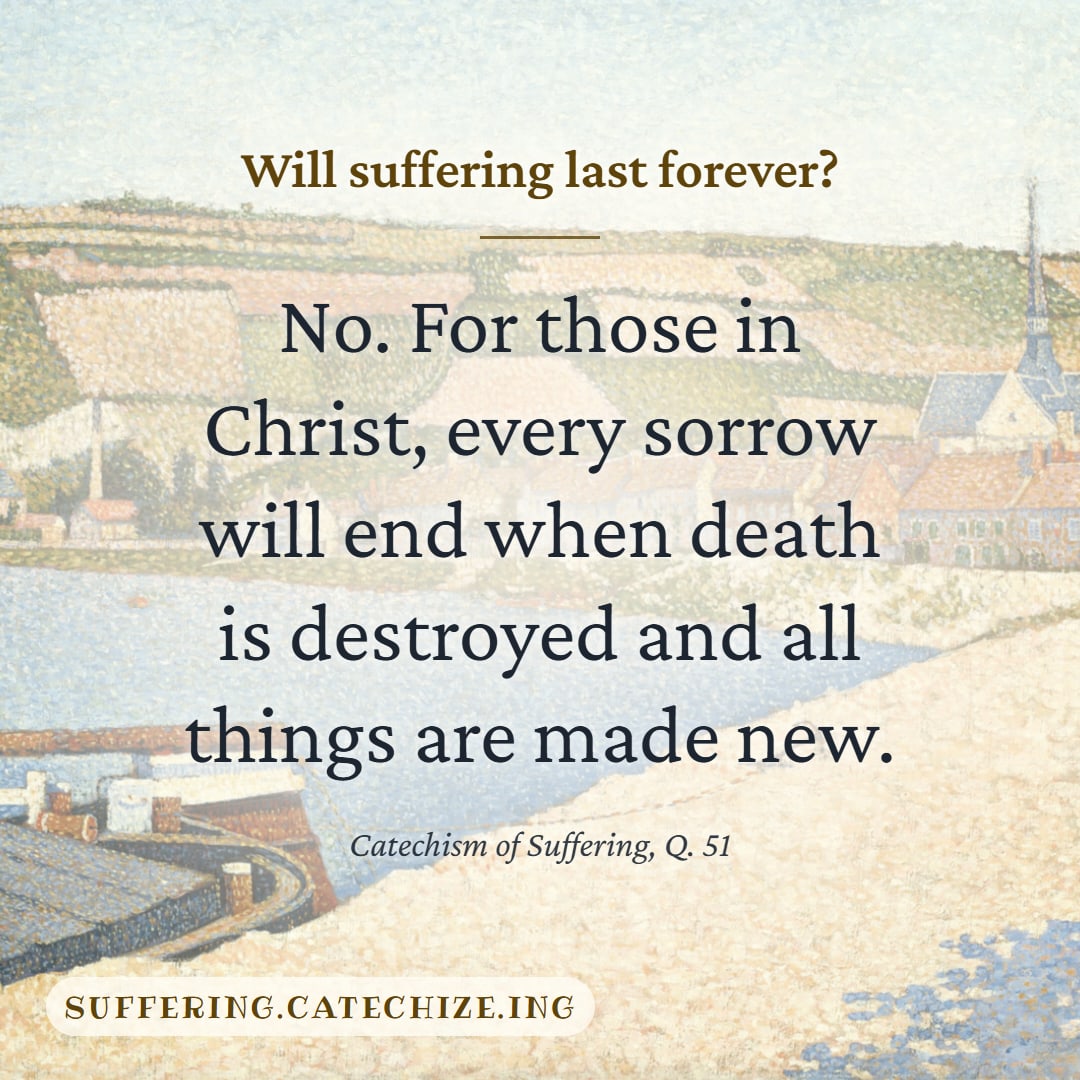 Will suffering last forever?
No. For those in
Christ, every sorrow
will end when death
is destroyed and all
things are made new.
Catechism of Suffering, Q. 51
SUFFERING.CATECHIZE.ING